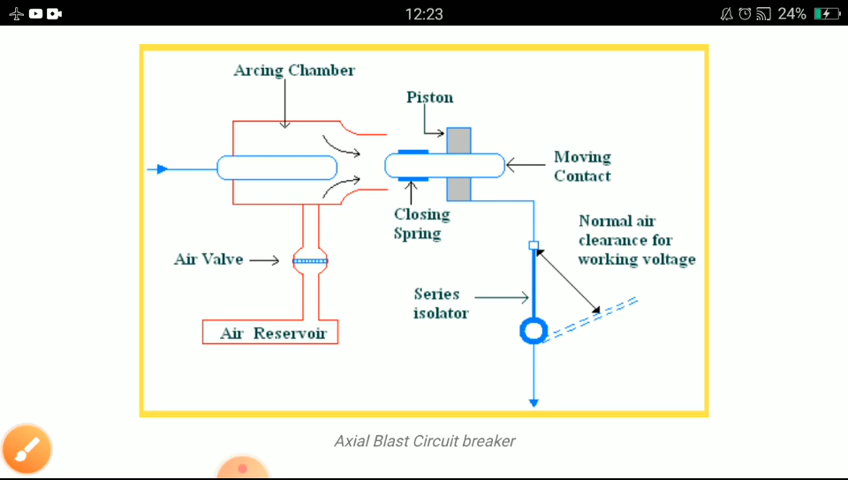 12:23
24%
Arcing Chamber
Piston
Moving
Contact
Closing
Spring
Normal air
clearance for
working voltage
Air Valve
Series
isolator
Air Reservoir
Axial Blast Circuit breaker